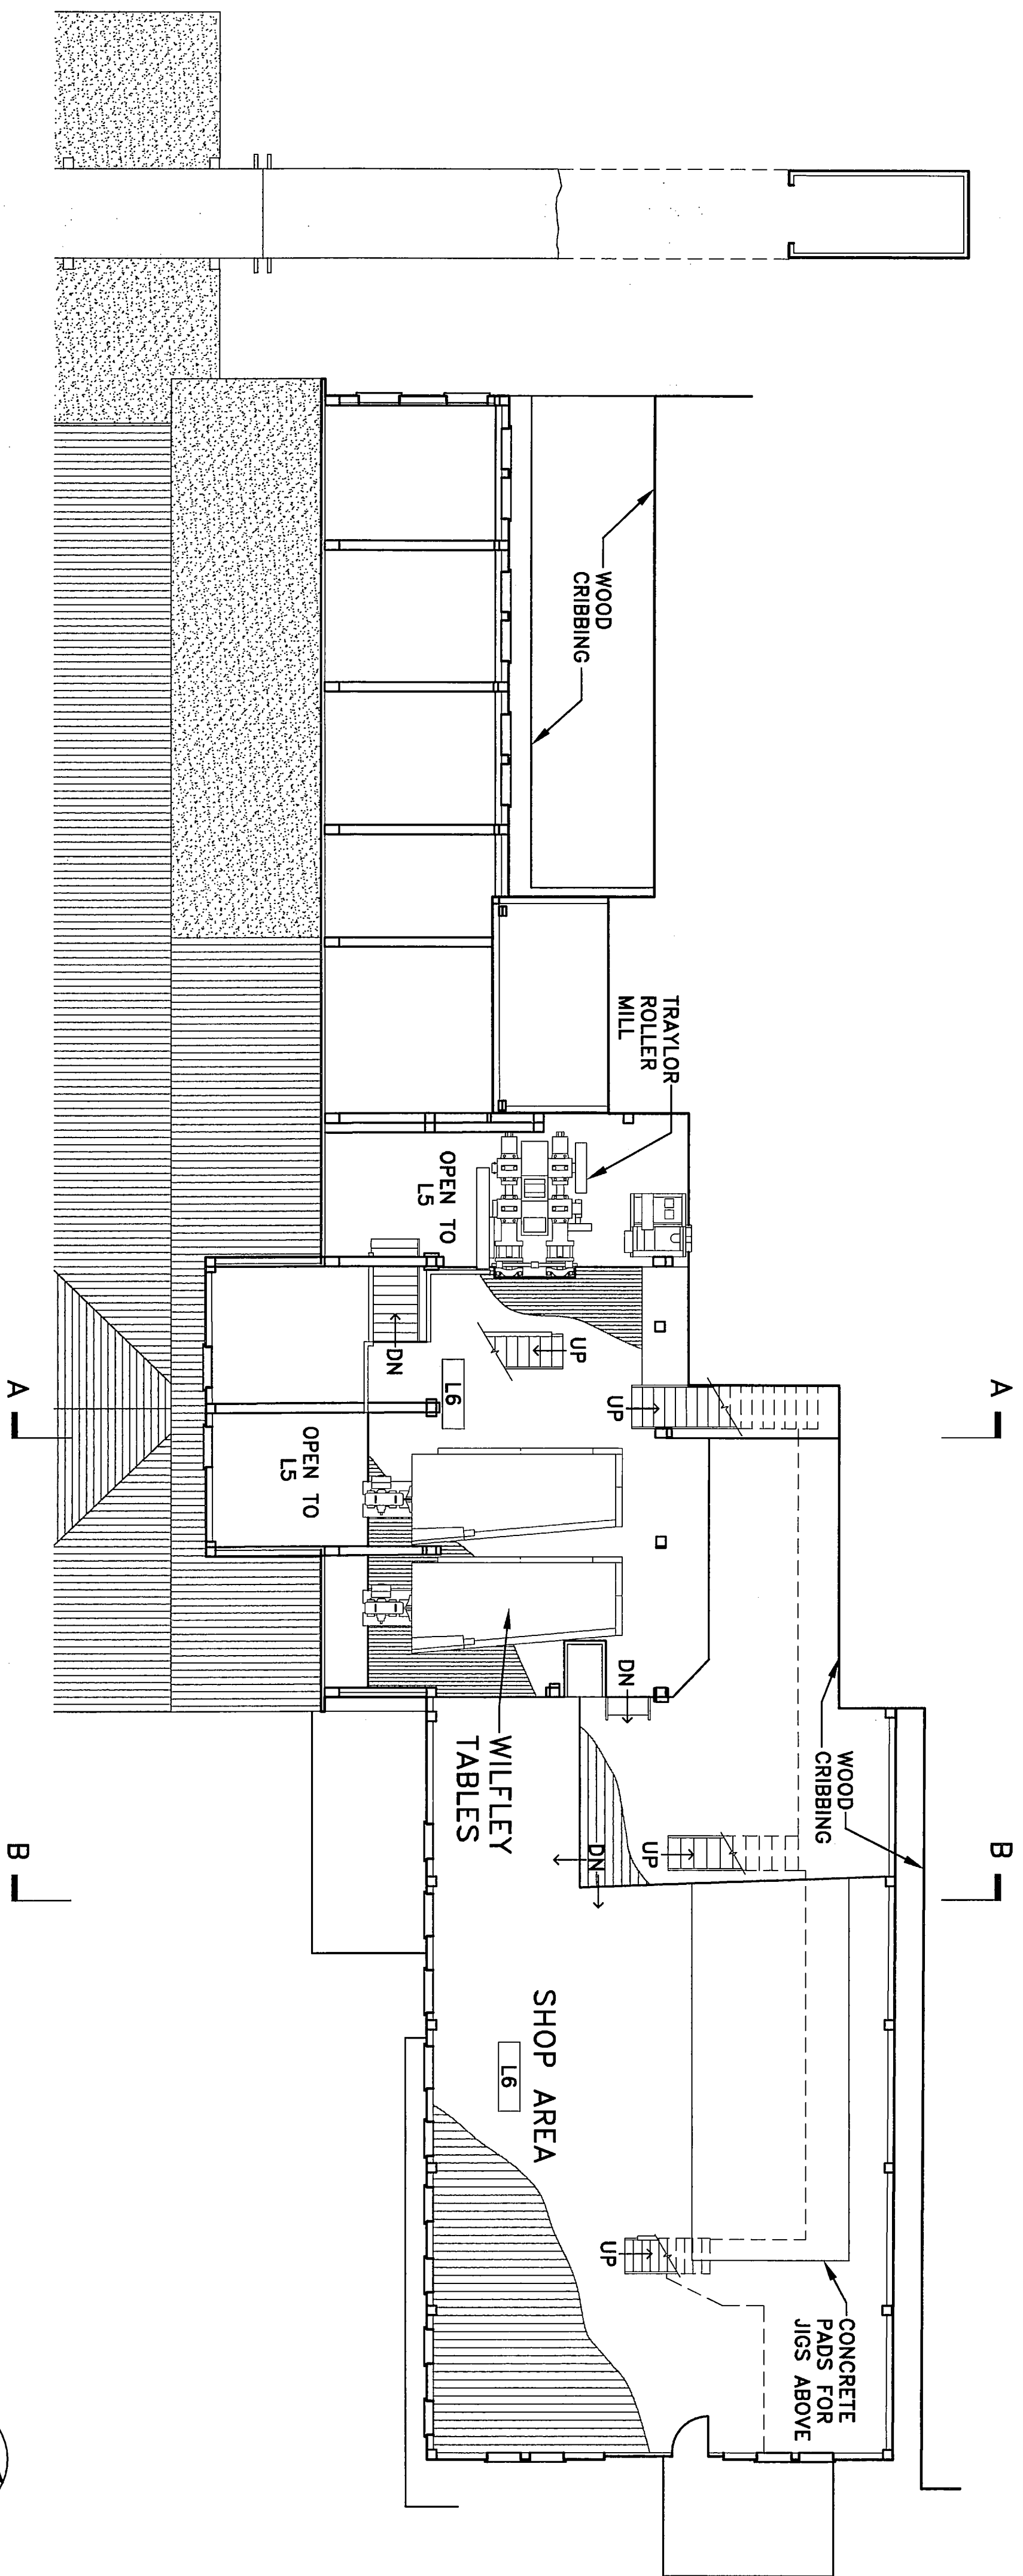 WOOD
CRIBBING
TRAYLOR
ROLLER
MILL
OPEN TO
L5
DN
UP
L6
UP
A
A
OPEN TO
L5
WILFLEY
TABLES
DN
WOOD
CRIBBING
UP
DN
B
B
SHOP AREA
L6
UP
CONCRETE
PADS FOR
JIGS ABOVE